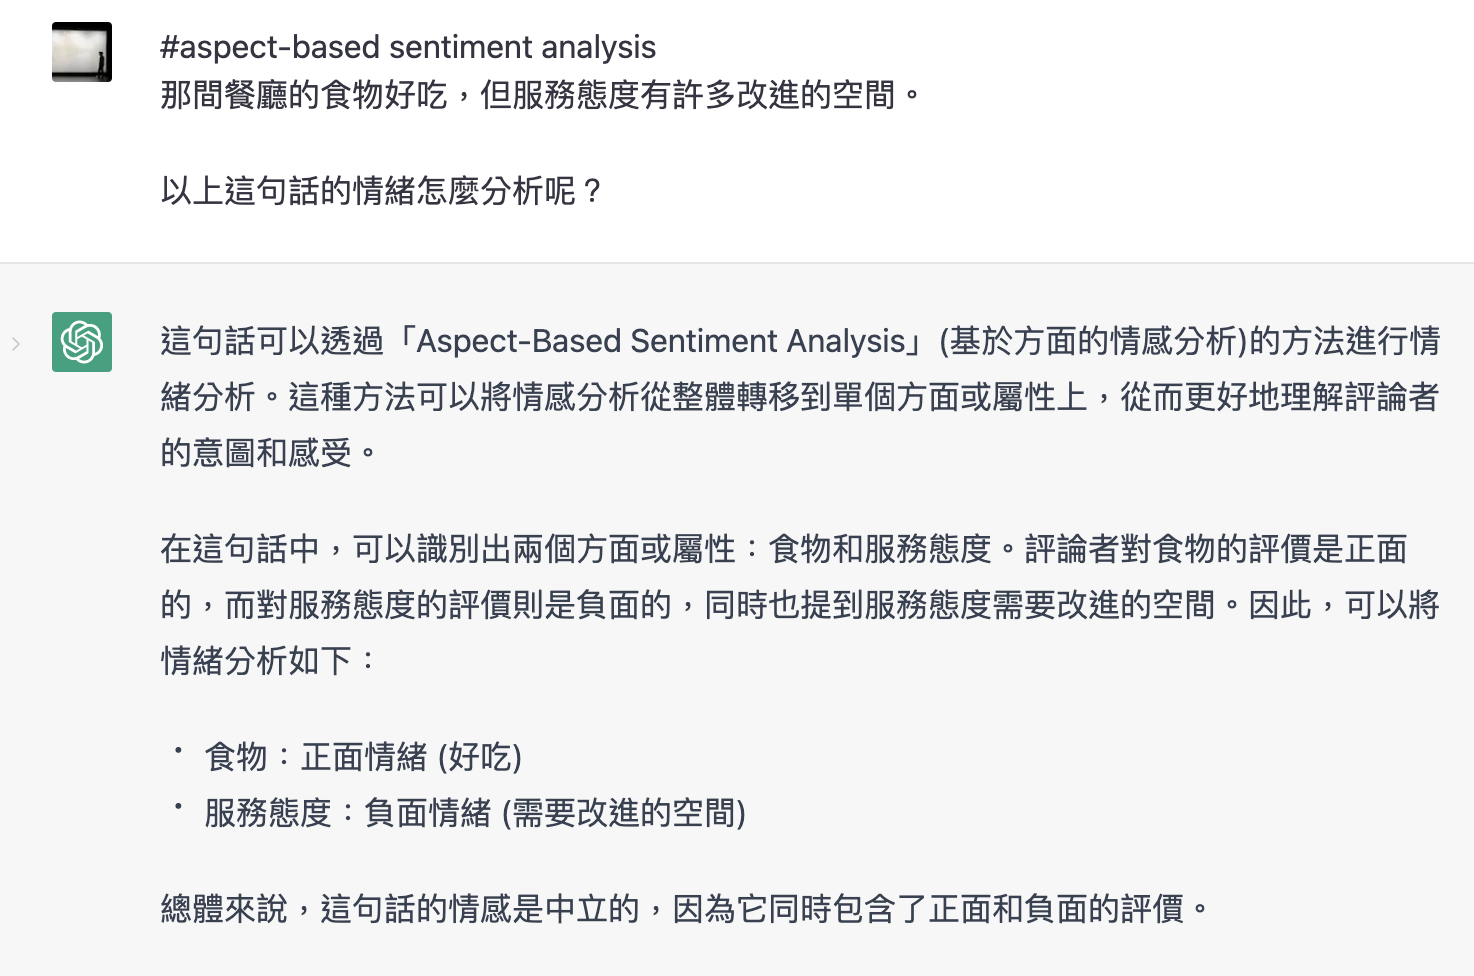 #aspect-based sentiment analysis
那間餐廳的食物好吃，但服務態度有許多改進的空間。
以上這句話的情緒怎麼分析呢？
這句話可以透過「Aspect-Based Sentiment Analysis」(基於方面的情感分析)的方法進行情
緒分析。這種方法可以將情感分析從整體轉移到單個方面或屬性上，從而更好地理解評論者
的意圖和感受。
在這句話中，可以識別出兩個方面或屬性：食物和服務態度。評論者對食物的評價是正面
的，而對服務態度的評價則是負面的，同時也提到服務態度需要改進的空間。因此，可以將
情緒分析如下：
• 食物：正面情緒 (好吃)
• 服務態度：負面情緒 (需要改進的空間)
總體來說，這句話的情感是中立的，因為它同時包含了正面和負面的評價。